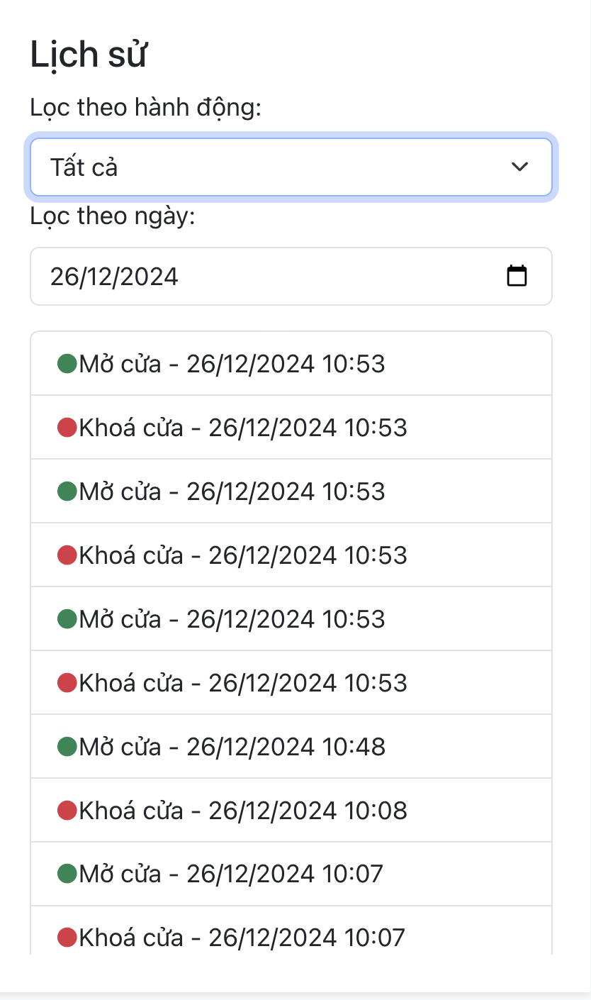 Lịch sử
Lọc theo hành động:
Tất cả
Lọc theo ngày:
26/12/2024
Mở cửa - 26/12/2024 10:53
Khoá cửa - 26/12/2024 10:53
Mở cửa - 26/12/2024 10:53
Khoá cửa - 26/12/2024 10:53
Mở cửa - 26/12/2024 10:53
Khoá cửa - 26/12/2024 10:53
Mở cửa - 26/12/2024 10:48
Khoá cửa - 26/12/2024 10:08
Mở cửa - 26/12/2024 10:07
Khoá cửa - 26/12/2024 10:07